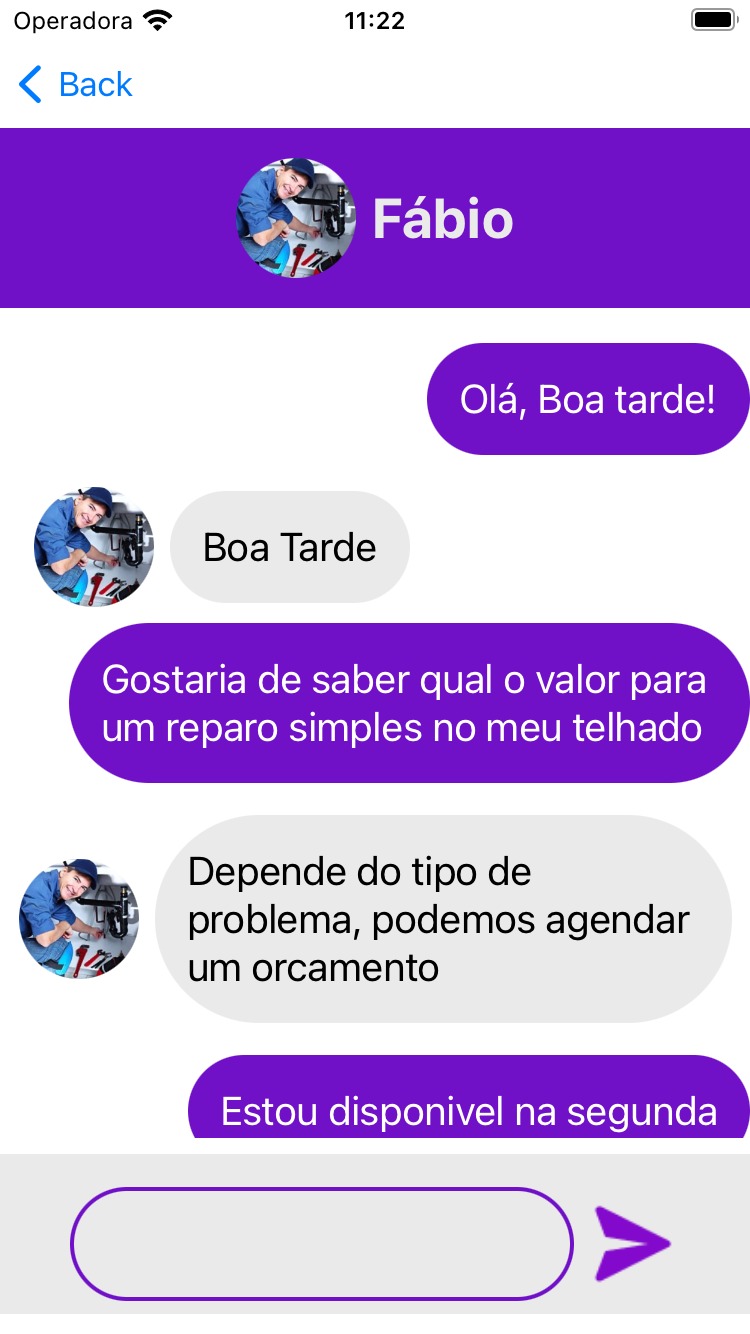 Operadora 11:22
Back
Fábio
Olá, Boa tarde!
Boa Tarde
Gostaria de saber qual o valor para
um reparo simples no meu telhado
Depende do tipo de
problema, podemos agendar
um orcamento
Estou disponivel na segunda